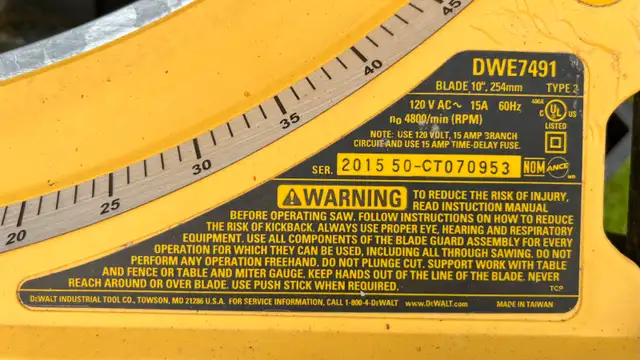 DWE7491
BLADE 10", 254mm TYPE 2
120 V AC~ 15A 60Hz
n₀ 4800/min (RPM)
NOTE: USE 120 VOLT, 15 AMP BRANCH
CIRCUIT AND USE 15 AMP TIME-DELAY FUSE.
C UL US
LISTED
SER. 2015 50-CT070953
NOM ANCE
WARNING TO REDUCE THE RISK OF INJURY,
READ INSTUCTION MANUAL
BEFORE OPERATING SAW. FOLLOW INSTRUCTIONS ON HOW TO REDUCE
THE RISK OF KICKBACK. ALWAYS USE PROPER EYE, HEARING AND RESPIRATORY
EQUIPMENT. USE ALL COMPONENTS OF THE BLADE GUARD ASSEMBLY FOR EVERY
OPERATION FOR WHICH THEY CAN BE USED, INCLUDING ALL THROUGH SAWING. DO NOT
PERFORM ANY OPERATION FREEHAND. DO NOT PLUNGE CUT. SUPPORT WORK WITH TABLE
AND FENCE OR TABLE AND MITER GAUGE. KEEP HANDS OUT OF THE LINE OF THE BLADE. NEVER
REACH AROUND OR OVER BLADE. USE PUSH STICK WHEN REQUIRED.
TCP
DeWALT INDUSTRIAL TOOL CO., TOWSON, MD 21286 U.S.A. FOR SERVICE INFORMATION, CALL 1-800-4-DeWALT www.DeWALT.com MADE IN TAIWAN
20 25 30 35 40 45